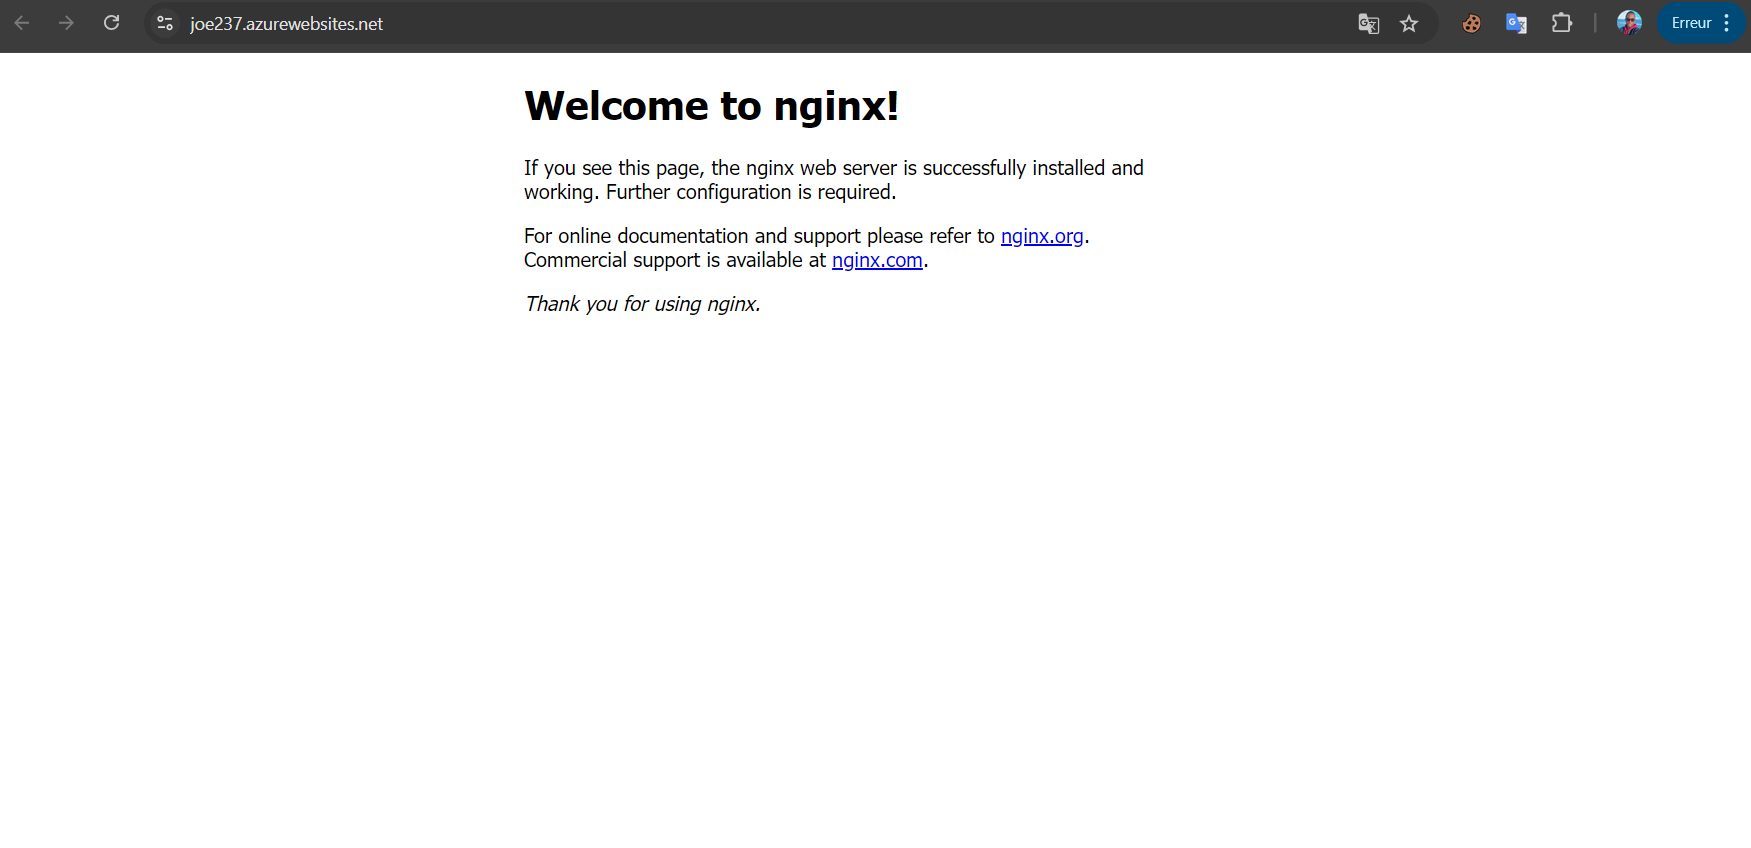 joe237.azurewebsites.net
Erreur
Welcome to nginx!
If you see this page, the nginx web server is successfully installed and
working. Further configuration is required.
For online documentation and support please refer to nginx.org.
Commercial support is available at nginx.com.
Thank you for using nginx.